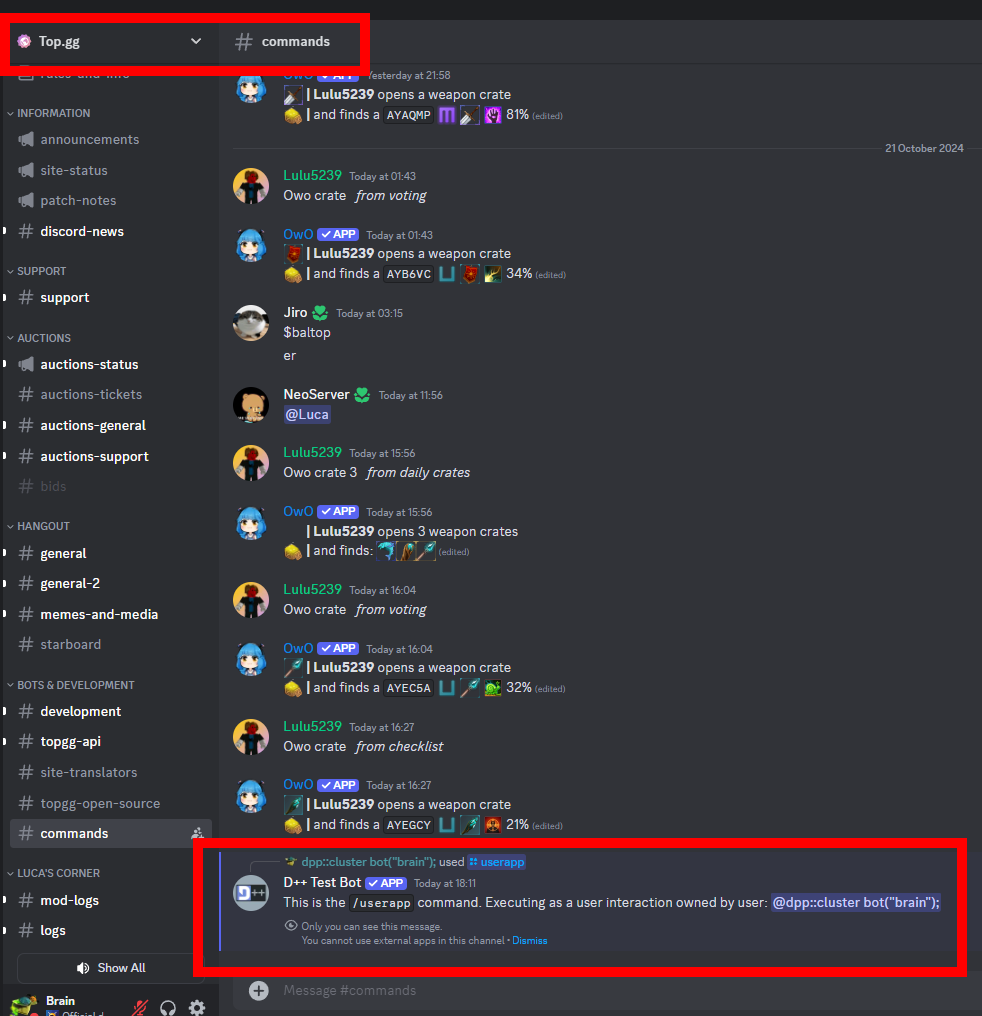 Top.gg
commands
rules-and-info
INFORMATION
announcements
site-status
patch-notes
discord-news
SUPPORT
support
AUCTIONS
auctions-status
auctions-tickets
auctions-general
auctions-support
bids
HANGOUT
general
general-2
memes-and-media
starboard
BOTS & DEVELOPMENT
development
topgg-api
site-translators
topgg-open-source
commands
LUCA'S CORNER
mod-logs
logs
Show All
Brain
OwO APP Yesterday at 21:58
| Lulu5239 opens a weapon crate
| and finds a AYAQMP 81% (edited)
21 October 2024
Lulu5239 Today at 01:43
Owo crate from voting
OwO APP Today at 01:43
| Lulu5239 opens a weapon crate
| and finds a AYB6VC 34% (edited)
Jiro Today at 03:15
$baltop
er
NeoServer Today at 11:56
@Luca
Lulu5239 Today at 15:56
Owo crate 3 from daily crates
OwO APP Today at 15:56
| Lulu5239 opens 3 weapon crates
| and finds: (edited)
Lulu5239 Today at 16:04
Owo crate from voting
OwO APP Today at 16:04
| Lulu5239 opens a weapon crate
| and finds a AYEC5A 32% (edited)
Lulu5239 Today at 16:27
Owo crate from checklist
OwO APP Today at 16:27
| Lulu5239 opens a weapon crate
| and finds a AYEGCY 21% (edited)
dpp::cluster bot("brain"); used userapp
D++
D++ Test Bot APP Today at 18:11
This is the /userapp command. Executing as a user interaction owned by user: @dpp::cluster bot("brain");
Only you can see this message.
You cannot use external apps in this channel • Dismiss
Message #commands